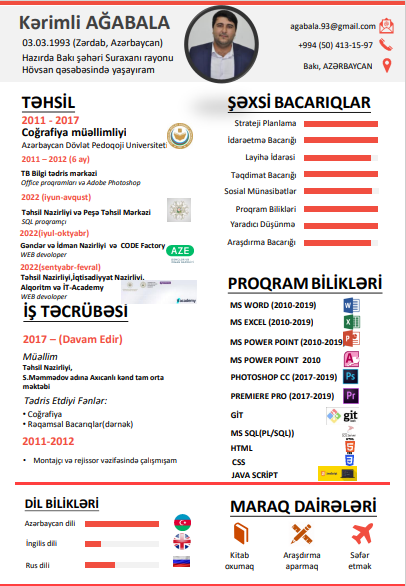 Kərimli AĞABALA
03.03.1993 (Zərdab, Azərbaycan)
Hazırda Bakı şəhəri Suraxanı rayonu
Hövsan qəsəbəsində yaşayıram
agabala.93@gmail.com
+994 (50) 413-15-97
Bakı, AZƏRBAYCAN
TƏHSİL
2011 - 2017
Coğrafiya müəllimliyi
Azərbaycan Dövlət Pedoqoji Universiteti
2011 – 2012 (6 ay)
TB Bilgi tədris mərkəzi
Office proqramları və Adobe Photoshop
2022 (iyun-avqust)
Təhsil Nazirliyi və Peşə Təhsil Mərkəzi
SQL proqramçı
2022(iyul-oktyabr)
Gənclər və İdman Nazirliyi və CODE Factory
WEB devoloper
AZE
2022(sentyabr-fevral)
Təhsil Nazirliyi,İqtisadiyyat Nazirliyi.
Alqoritm və İT-Academy
WEB devoloper
academy
İŞ TƏCRÜBƏSİ
2017 – (Davam Edir)
Müəllim
Təhsil Nazirliyi,
S.Məmmədov adına Axıcanlı kənd tam orta
məktəbi
Tədris Etdiyi Fənlər:
• Coğrafiya
• Rəqəmsal Bacarıqlar(dərnək)
2011-2012
• Montajçı və rejissor vəzifəsində çalışmışam
ŞƏXSİ BACARIQLAR
Strateji Planlama
İdarəetmə Bacarığı
Layihə İdarəsi
Təqdimat Bacarığı
Sosial Münasibətlər
Proqram Bilikləri
Yaradıcı Düşünmə
Araşdırma Bacarığı
PROQRAM BİLİKLƏRİ
MS WORD (2010-2019)
MS EXCEL (2010-2019)
MS POWER POINT (2010-2019)
MS POWER POINT 2010
PHOTOSHOP CC (2017-2019)
Ps
PREMIERE PRO (2017-2019)
Pr
GİT
git
MS SQL(PL/SQL))
HTML
CSS
JAVA SCRİPT
DİL BİLİKLƏRİ
Azərbaycan dili
İngilis dili
Rus dili
MARAQ DAİRƏLƏRİ
Kitab
oxumaq
Araşdırma
aparmaq
Səfər
etmək